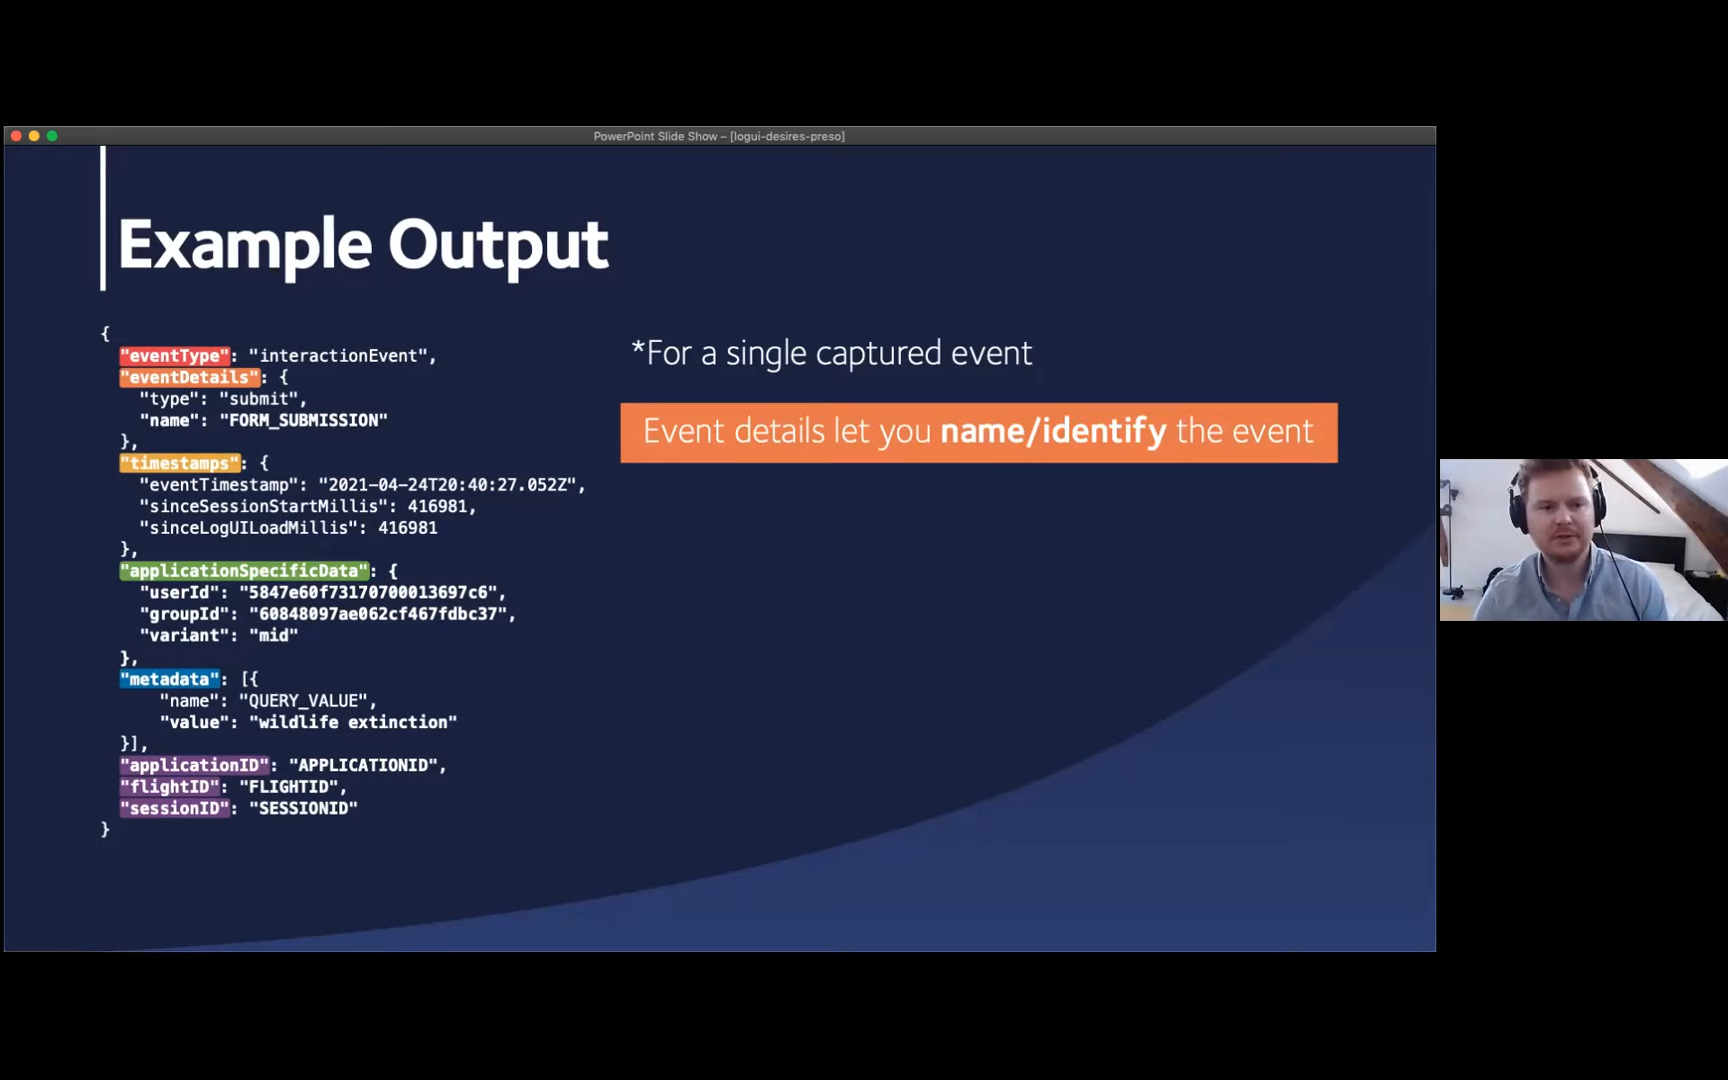 PowerPoint Slide Show – [logui-desires-preso]
Example Output
{
"eventType": "interactionEvent",
"eventDetails": {
"type": "submit",
"name": "FORM_SUBMISSION"
},
"timestamps": {
"eventTimestamp": "2021-04-24T20:40:27.052Z",
"sinceSessionStartMillis": 416981,
"sinceLogUILoadMillis": 416981
},
"applicationSpecificData": {
"userId": "5847e60f73170700013697c6",
"groupId": "60848097ae062cf467fdbc37",
"variant": "mid"
},
"metadata": [{
"name": "QUERY_VALUE",
"value": "wildlife extinction"
}],
"applicationID": "APPLICATIONID",
"flightID": "FLIGHTID",
"sessionID": "SESSIONID"
}
*For a single captured event
Event details let you name/identify the event